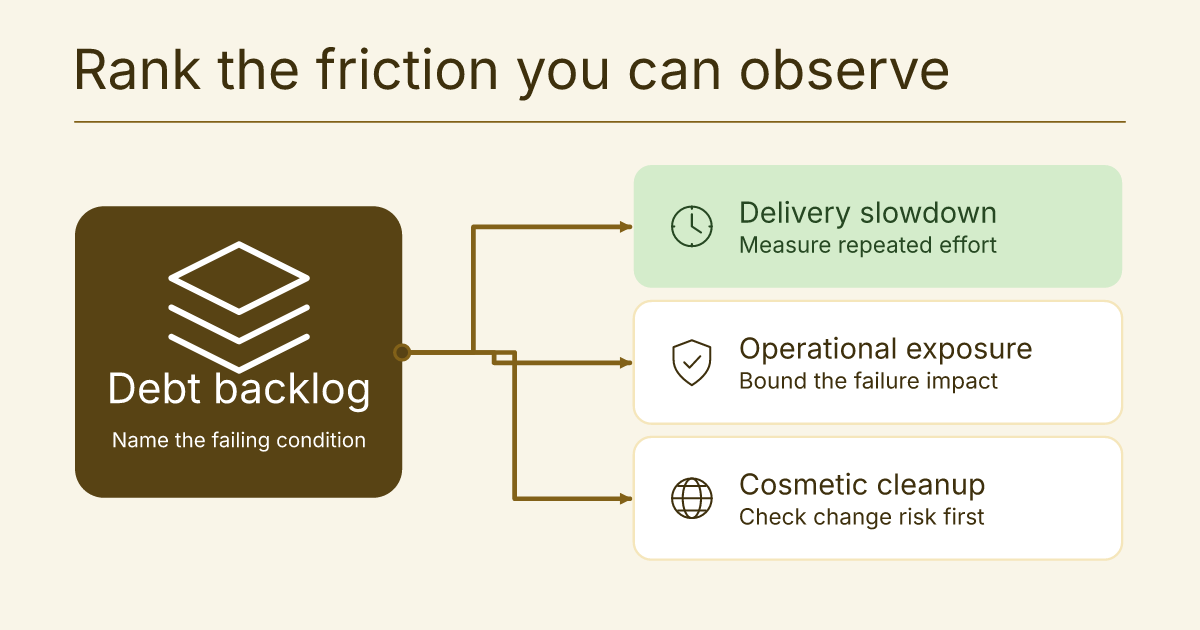 Rank the friction you can observe
Debt backlog
Name the failing condition
Delivery slowdown
Measure repeated effort
Operational exposure
Bound the failure impact
Cosmetic cleanup
Check change risk first